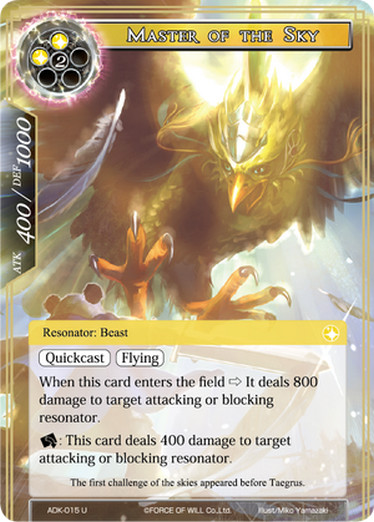 MASTER OF THE SKY
2
ATK 400 / DEF 1000
Resonator: Beast
Quickcast Flying
When this card enters the field ⇨ It deals 800
damage to target attacking or blocking
resonator.
: This card deals 400 damage to target
attacking or blocking resonator.
The first challenge of the skies appeared before Taegrus.
ADK-015 U ©FORCE OF WILL Co.,Ltd. Illust/Miko Yamazaki